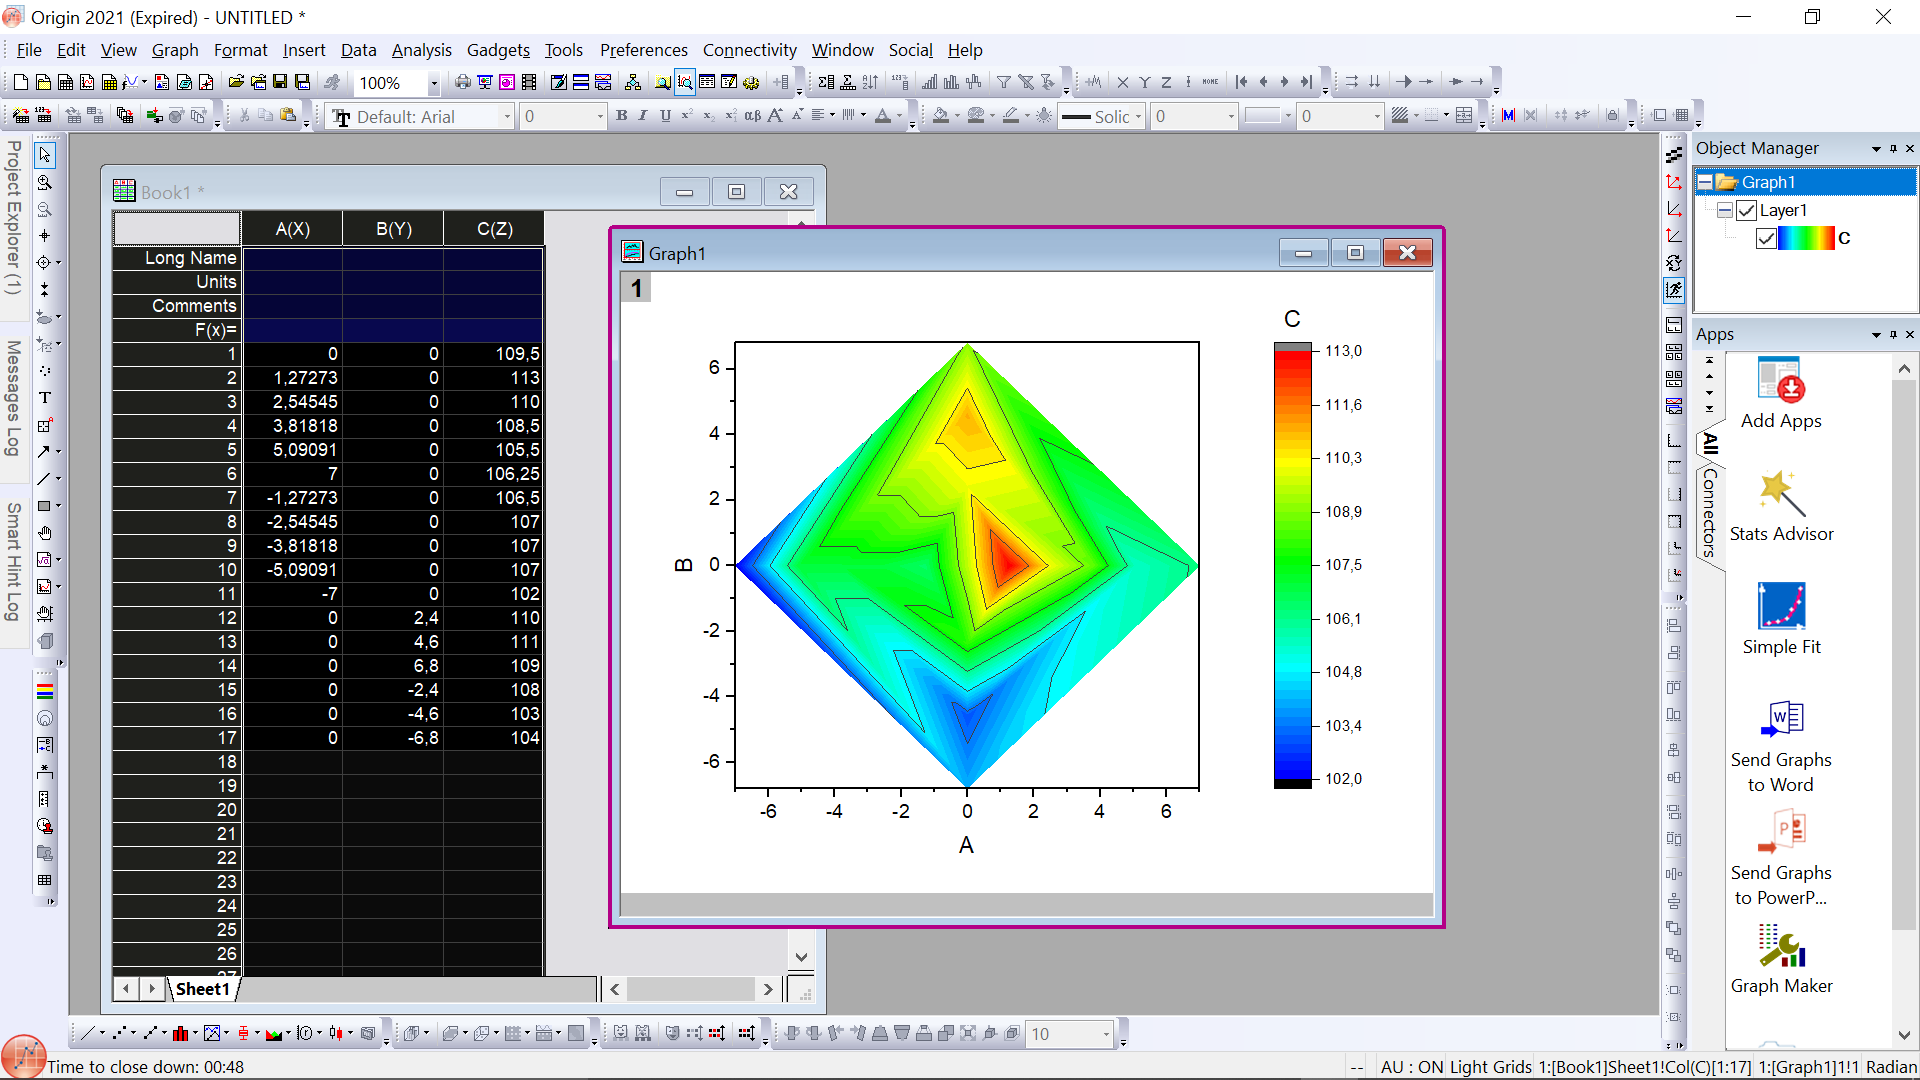 Origin 2021 (Expired) - UNTITLED *
File Edit View Graph Format Insert Data Analysis Gadgets Tools Preferences Connectivity Window Social Help
100%
Default: Arial 0 B I U αβ A A Solic 0 0
Project Explorer (1)
Messages Log
Smart Hint Log
Book1 *
A(X) B(Y) C(Z)
Long Name
Units
Comments
F(x)=
1 0 0 109,5
2 1,27273 0 113
3 2,54545 0 110
4 3,81818 0 108,5
5 5,09091 0 105,5
6 7 0 106,25
7 -1,27273 0 106,5
8 -2,54545 0 107
9 -3,81818 0 107
10 -5,09091 0 107
11 -7 0 102
12 0 2,4 110
13 0 4,6 111
14 0 6,8 109
15 0 -2,4 108
16 0 -4,6 103
17 0 -6,8 104
18
19
20
21
22
23
24
25
26
27
Sheet1
Graph1
1
C
113,0
111,6
110,3
108,9
107,5
106,1
104,8
103,4
102,0
B
6
4
2
0
-2
-4
-6
-6 -4 -2 0 2 4 6
A
Object Manager
Graph1
Layer1
C
Apps
All
Connectors
Add Apps
Stats Advisor
Simple Fit
Send Graphs
to Word
Send Graphs
to PowerP...
Graph Maker
10
Time to close down: 00:48
-- AU : ON Light Grids 1:[Book1]Sheet1!Col(C)[1:17] 1:[Graph1]1!1 Radian